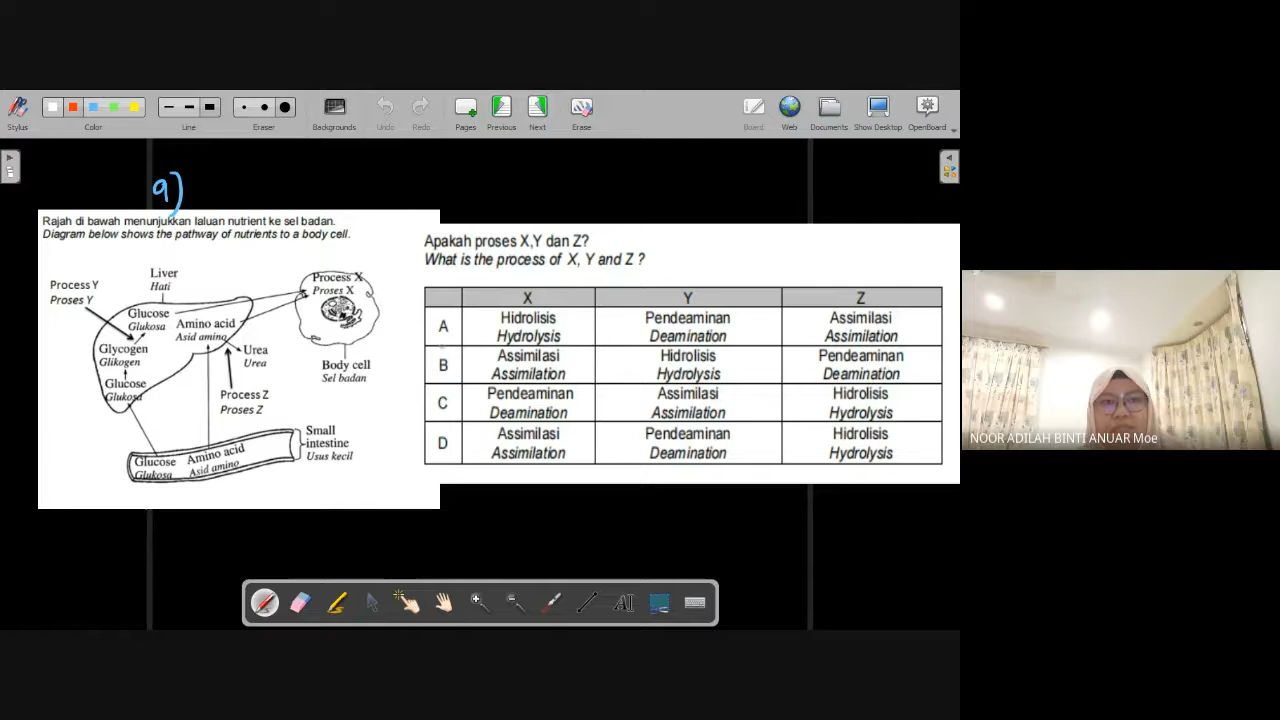 Stylus
Color
Line
Eraser
Backgrounds
Undo
Redo
Pages
Previous
Next
Erase
Board
Web
Documents
Show Desktop
OpenBoard
9)
Rajah di bawah menunjukkan laluan nutrient ke sel badan.
Diagram below shows the pathway of nutrients to a body cell.
Process Y
Proses Y
Liver
Hati
Process X
Proses X
Glucose
Glukosa
Amino acid
Asid amino
Glycogen
Glikogen
Urea
Urea
Body cell
Sel badan
Glucose
Glukosa
Process Z
Proses Z
Small
intestine
Usus kecil
Glucose
Glukosa
Amino acid
Asid amino
Apakah proses X,Y dan Z?
What is the process of X, Y and Z ?
X Y Z
A Hidrolisis Pendeaminan Assimilasi
Hydrolysis Deamination Assimilation
B Assimilasi Hidrolisis Pendeaminan
Assimilation Hydrolysis Deamination
C Pendeaminan Assimilasi Hidrolisis
Deamination Assimilation Hydrolysis
D Assimilasi Pendeaminan Hidrolisis
Assimilation Deamination Hydrolysis
AI
NOOR ADILAH BINTI ANUAR Moe